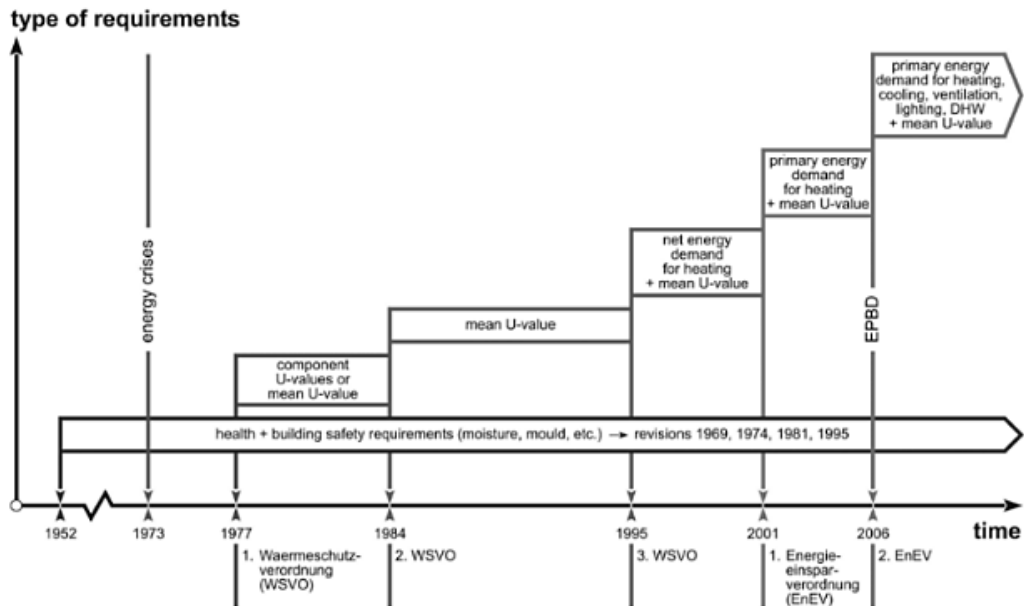 type of requirements
primary energy
demand for heating,
cooling, ventilation,
lighting, DHW
+ mean U-value
primary energy
demand
for heating
+ mean U-value
net energy
demand
for heating
+ mean U-value
energy crises
EPBD
mean U-value
component
U-values or
mean U-value
health + building safety requirements (moisture, mould, etc.) → revisions 1969, 1974, 1981, 1995
1952
1973
1977
1984
1995
2001
2006
time
1. Waermeschutz-
verordnung
(WSVO)
2. WSVO
3. WSVO
1. Energie-
einspar-
verordnung
(EnEV)
2. EnEV